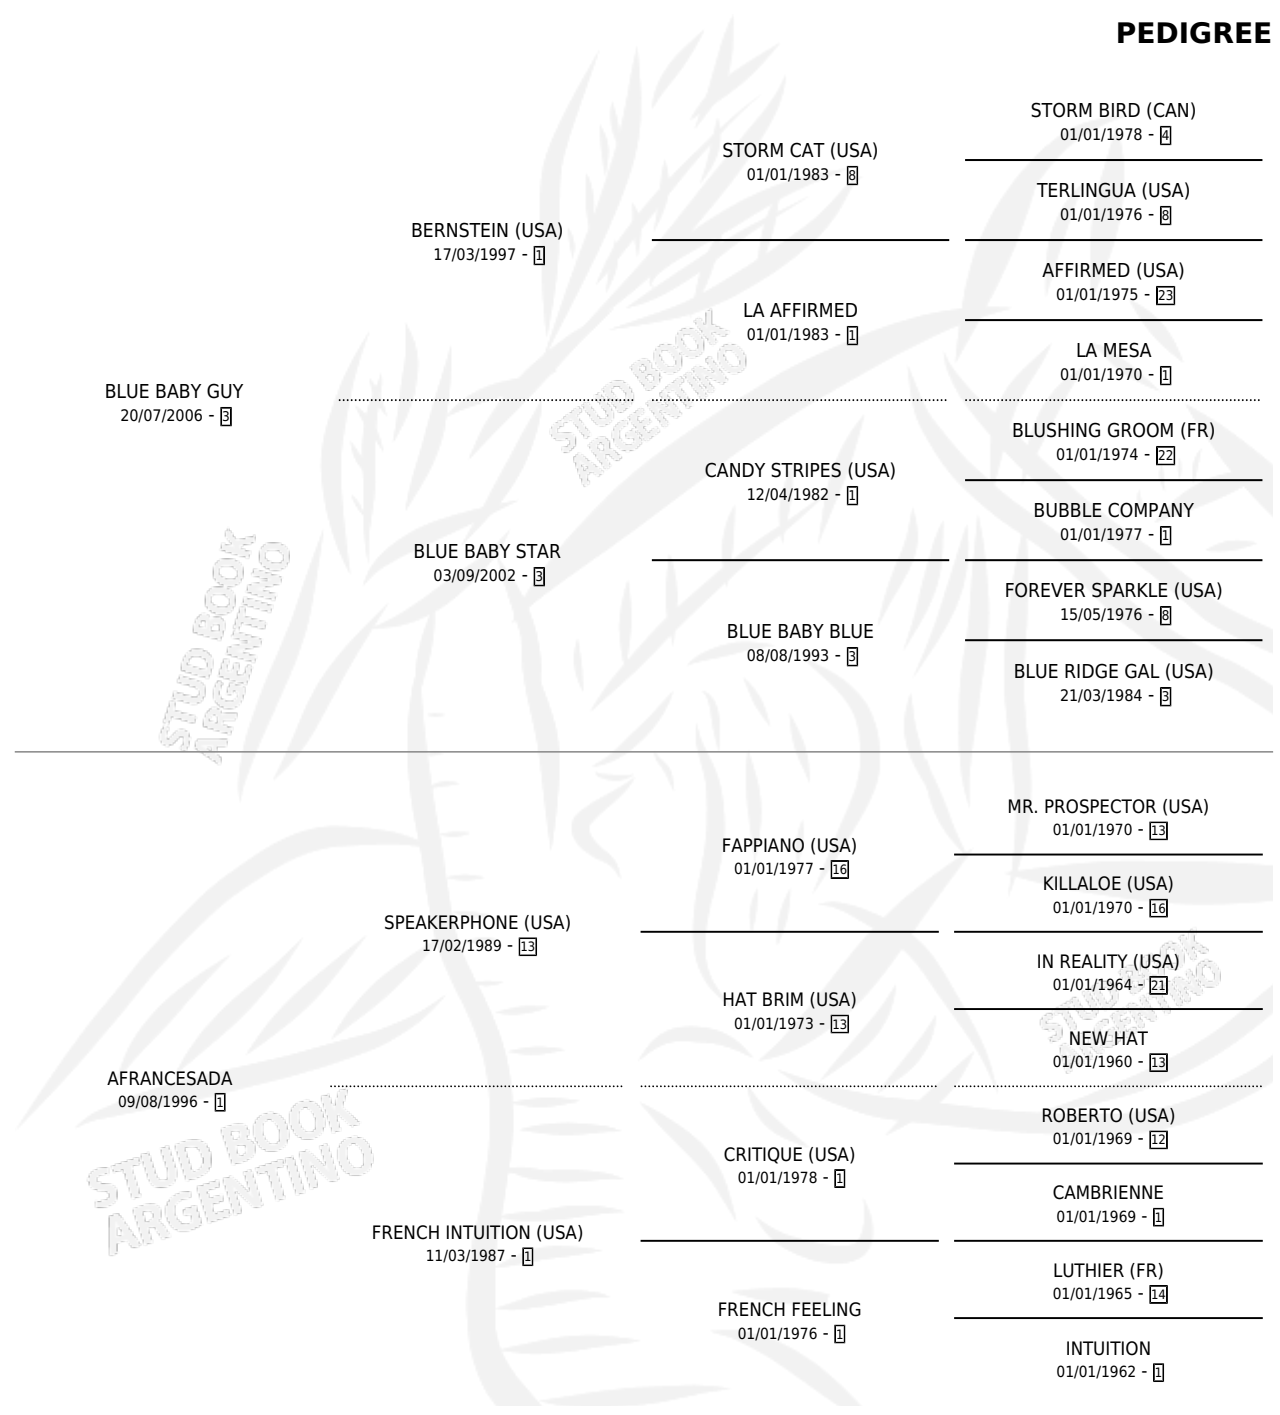 PEDIGREE
STORM BIRD (CAN)
01/01/1978 - 4
STORM CAT (USA)
01/01/1983 - 8
TERLINGUA (USA)
01/01/1976 - 8
BERNSTEIN (USA)
17/03/1997 - 1
AFFIRMED (USA)
01/01/1975 - 23
LA AFFIRMED
01/01/1983 - 1
LA MESA
01/01/1970 - 1
BLUE BABY GUY
20/07/2006 - 3
BLUSHING GROOM (FR)
01/01/1974 - 22
CANDY STRIPES (USA)
12/04/1982 - 1
BUBBLE COMPANY
01/01/1977 - 1
BLUE BABY STAR
03/09/2002 - 3
FOREVER SPARKLE (USA)
15/05/1976 - 8
BLUE BABY BLUE
08/08/1993 - 3
BLUE RIDGE GAL (USA)
21/03/1984 - 3
MR. PROSPECTOR (USA)
01/01/1970 - 13
FAPPIANO (USA)
01/01/1977 - 16
KILLALOE (USA)
01/01/1970 - 16
SPEAKERPHONE (USA)
17/02/1989 - 13
IN REALITY (USA)
01/01/1964 - 21
HAT BRIM (USA)
01/01/1973 - 13
NEW HAT
01/01/1960 - 13
AFRANCESADA
09/08/1996 - 1
ROBERTO (USA)
01/01/1969 - 12
CRITIQUE (USA)
01/01/1978 - 1
CAMBRIENNE
01/01/1969 - 1
FRENCH INTUITION (USA)
11/03/1987 - 1
LUTHIER (FR)
01/01/1965 - 14
FRENCH FEELING
01/01/1976 - 1
INTUITION
01/01/1962 - 1
STUD BOOK
ARGENTINO
STUD BOOK
ARGENTINO
STUD BOOK
ARGENTINO
STUD BOOK
ARGENTINO